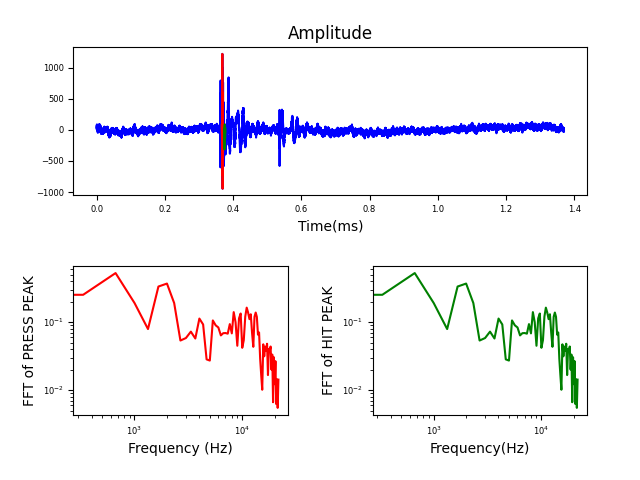 Amplitude
1000
500
0
−500
−1000
0.0 0.2 0.4 0.6 0.8 1.0 1.2 1.4
Time(ms)
FFT of PRESS PEAK
10⁻¹
10⁻²
10³ 10⁴
Frequency (Hz)
FFT of HIT PEAK
10⁻¹
10⁻²
10³ 10⁴
Frequency(Hz)